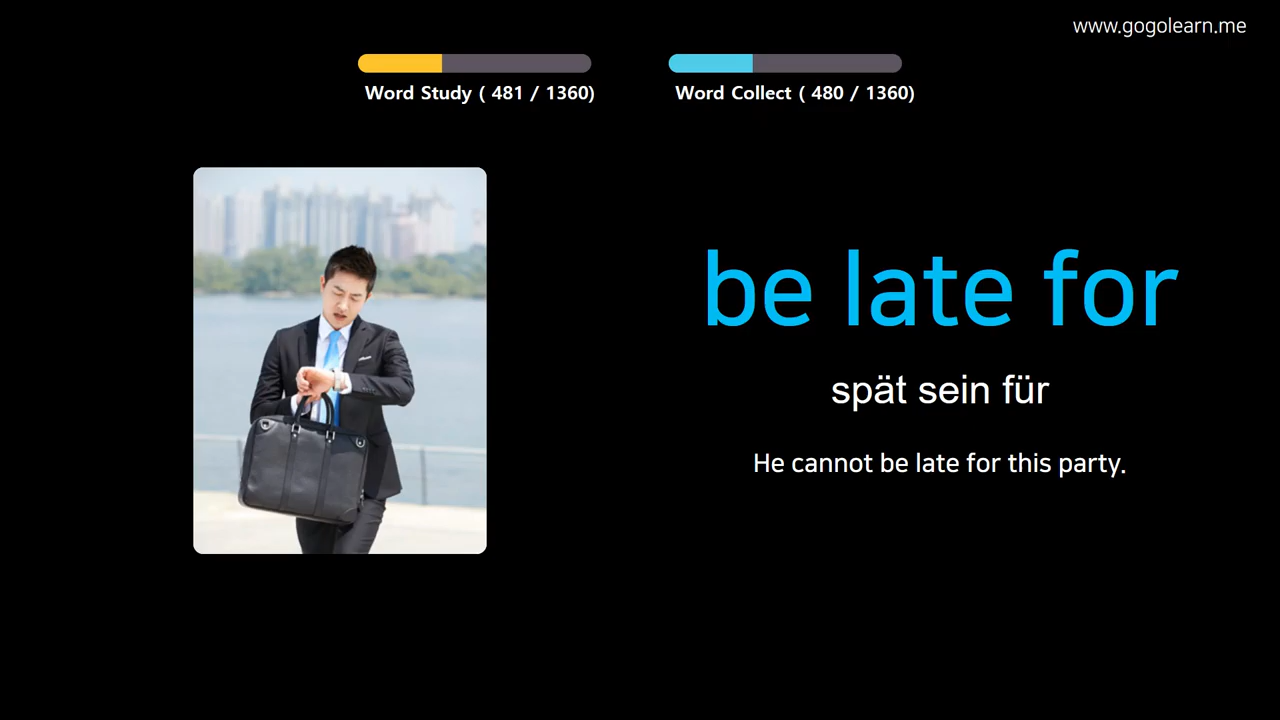 www.gogolearn.me
Word Study ( 481 / 1360)
Word Collect ( 480 / 1360)
be late for
spät sein für
He cannot be late for this party.